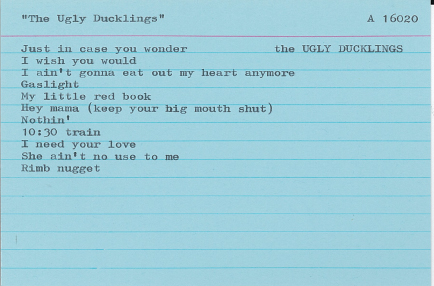 "The Ugly Ducklings" A 16020
Just in case you wonder the UGLY DUCKLINGS
I wish you would
I ain't gonna eat out my heart anymore
Gaslight
My little red book
Hey mama (keep your big mouth shut)
Nothin'
10:30 train
I need your love
She ain't no use to me
Rimb nugget